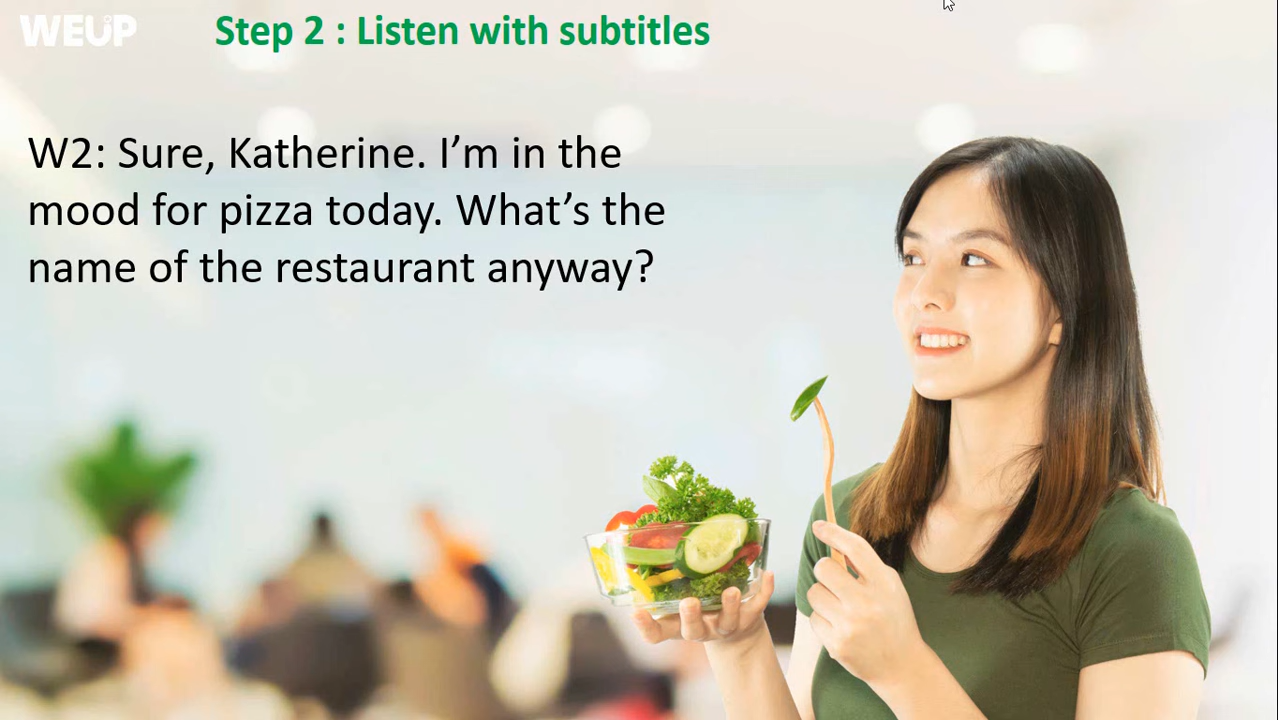 WEUP
Step 2 : Listen with subtitles
W2: Sure, Katherine. I’m in the
mood for pizza today. What’s the
name of the restaurant anyway?